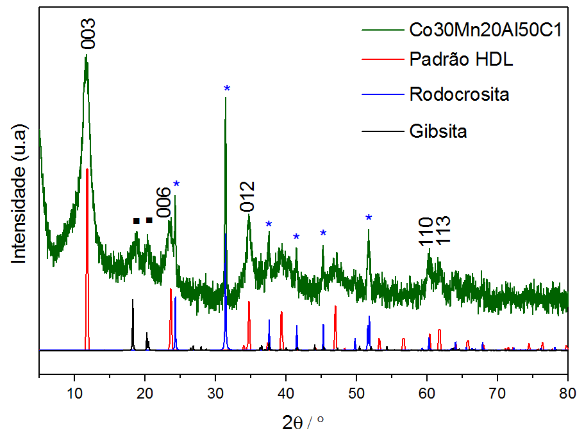 Co30Mn20Al50C1
Padrão HDL
Rodocrosita
Gibsita
003
*
■ ■
006
*
012
*
*
*
*
110
113
Intensidade (u.a)
10 20 30 40 50 60 70 80
2θ / °